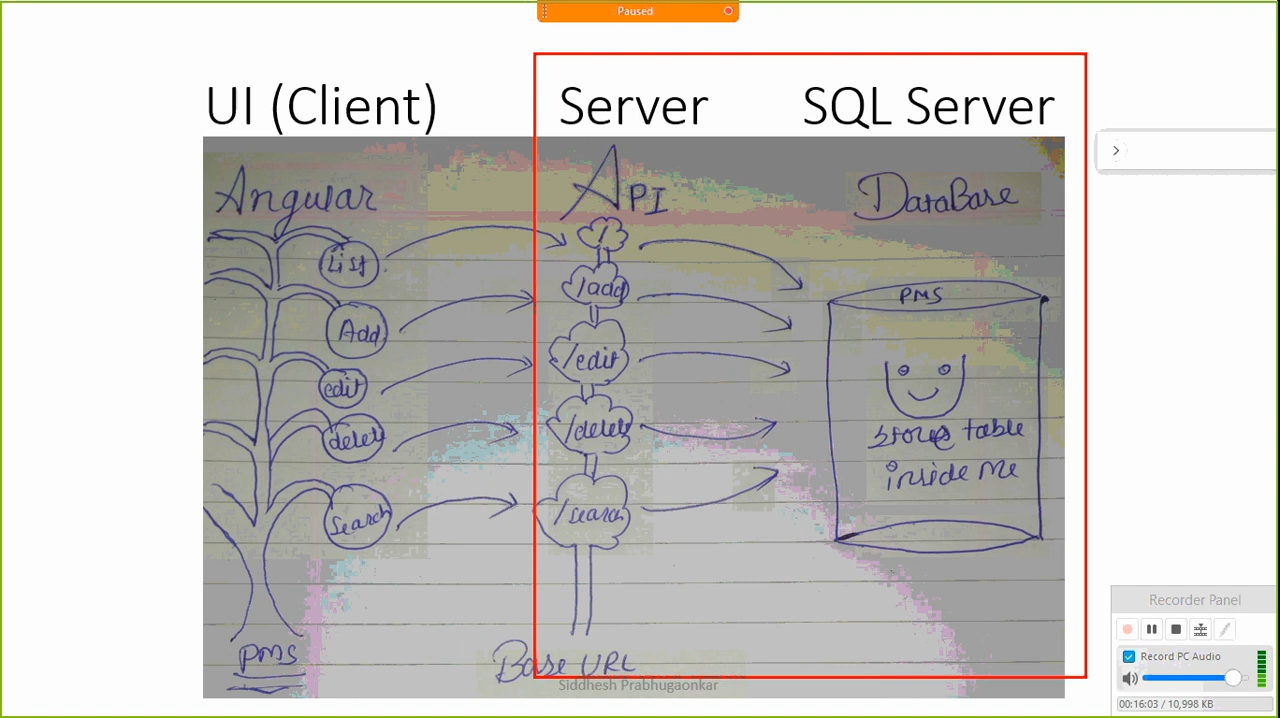 Paused
UI (Client) Server SQL Server
Angular API DataBase
List /
Add /add PMS
edit /edit
delete /delete stores table
search /search inside me
PMS
Base URL
Siddhesh Prabhugaonkar
Recorder Panel
Record PC Audio
00:16:03 / 10,998 KB